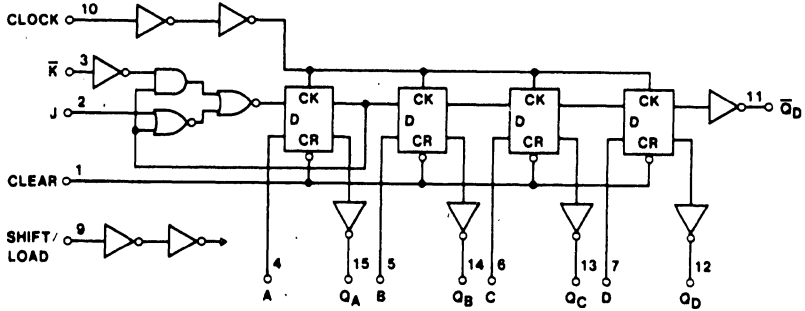 CLOCK 10
K̅ 3
J 2
CK CK CK CK
D D D D
CR CR CR CR
11 Q̅D
CLEAR 1
SHIFT/ 9
LOAD
4 15 5 14 6 13 7 12
A QA B QB C QC D QD